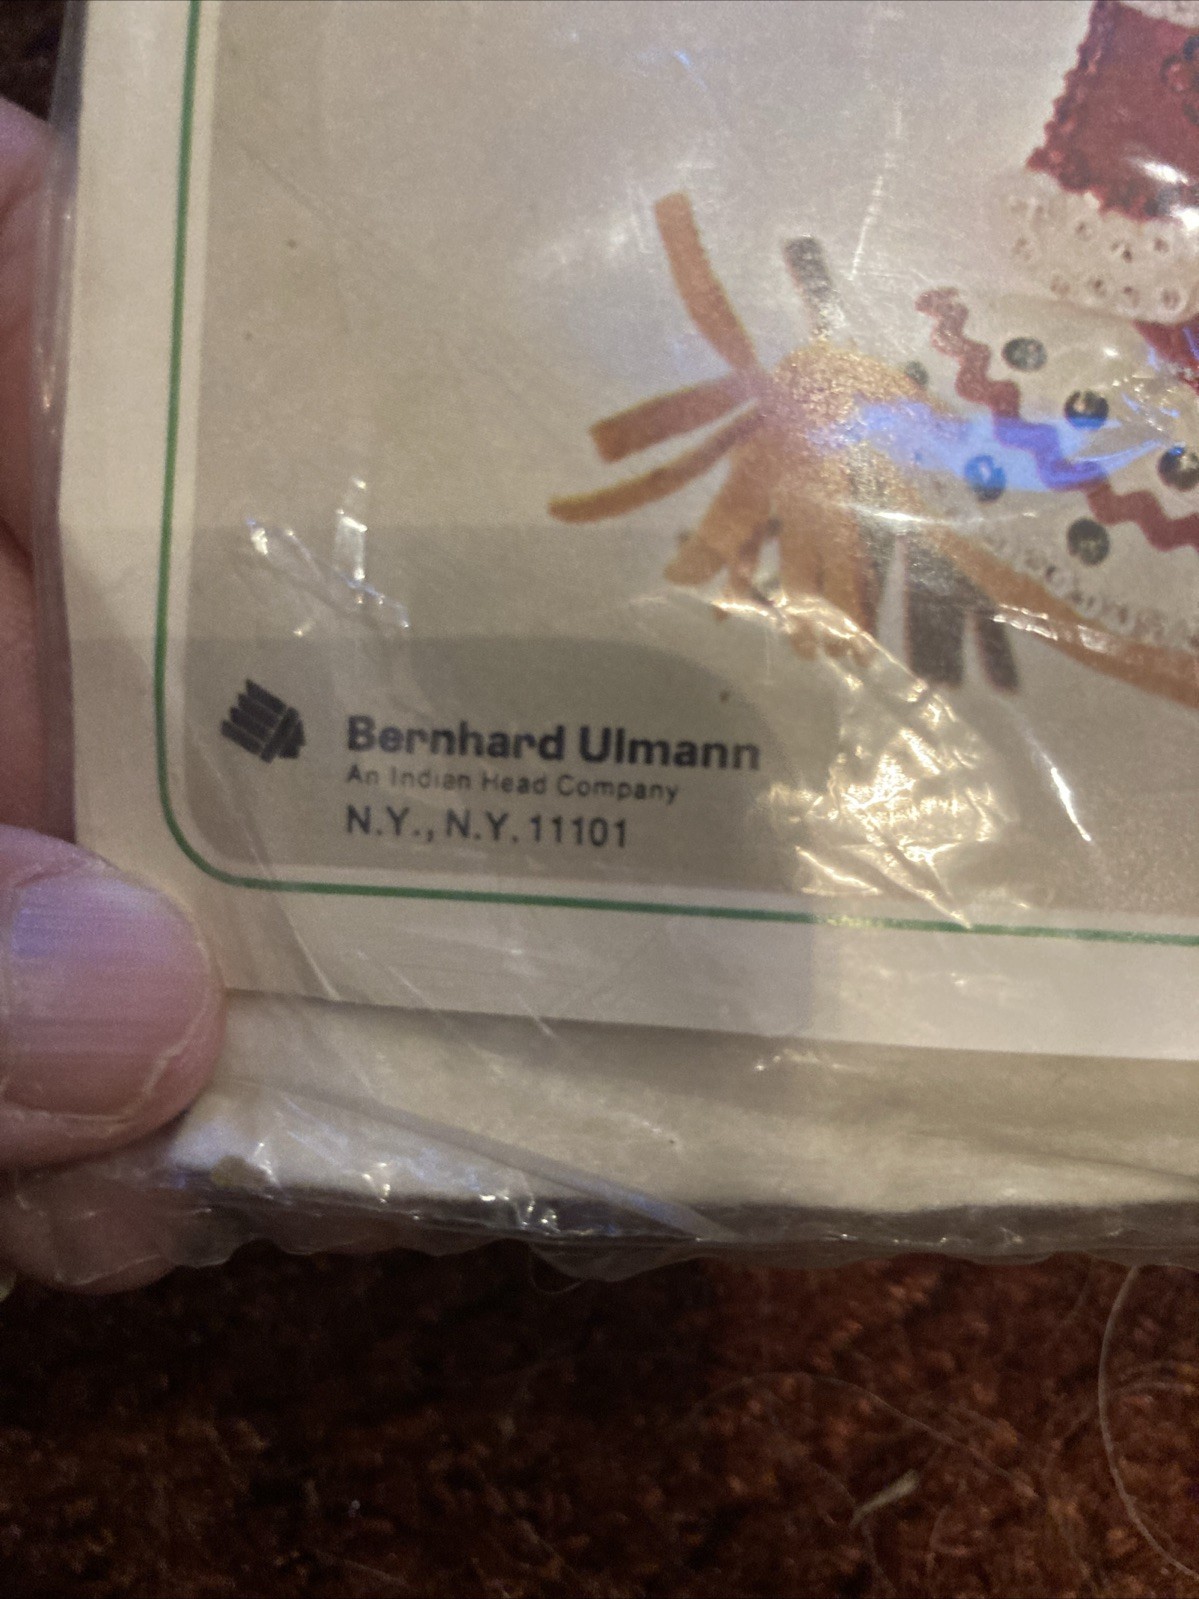 Bernhard Ulmann
An Indian Head Company
N.Y., N.Y. 11101